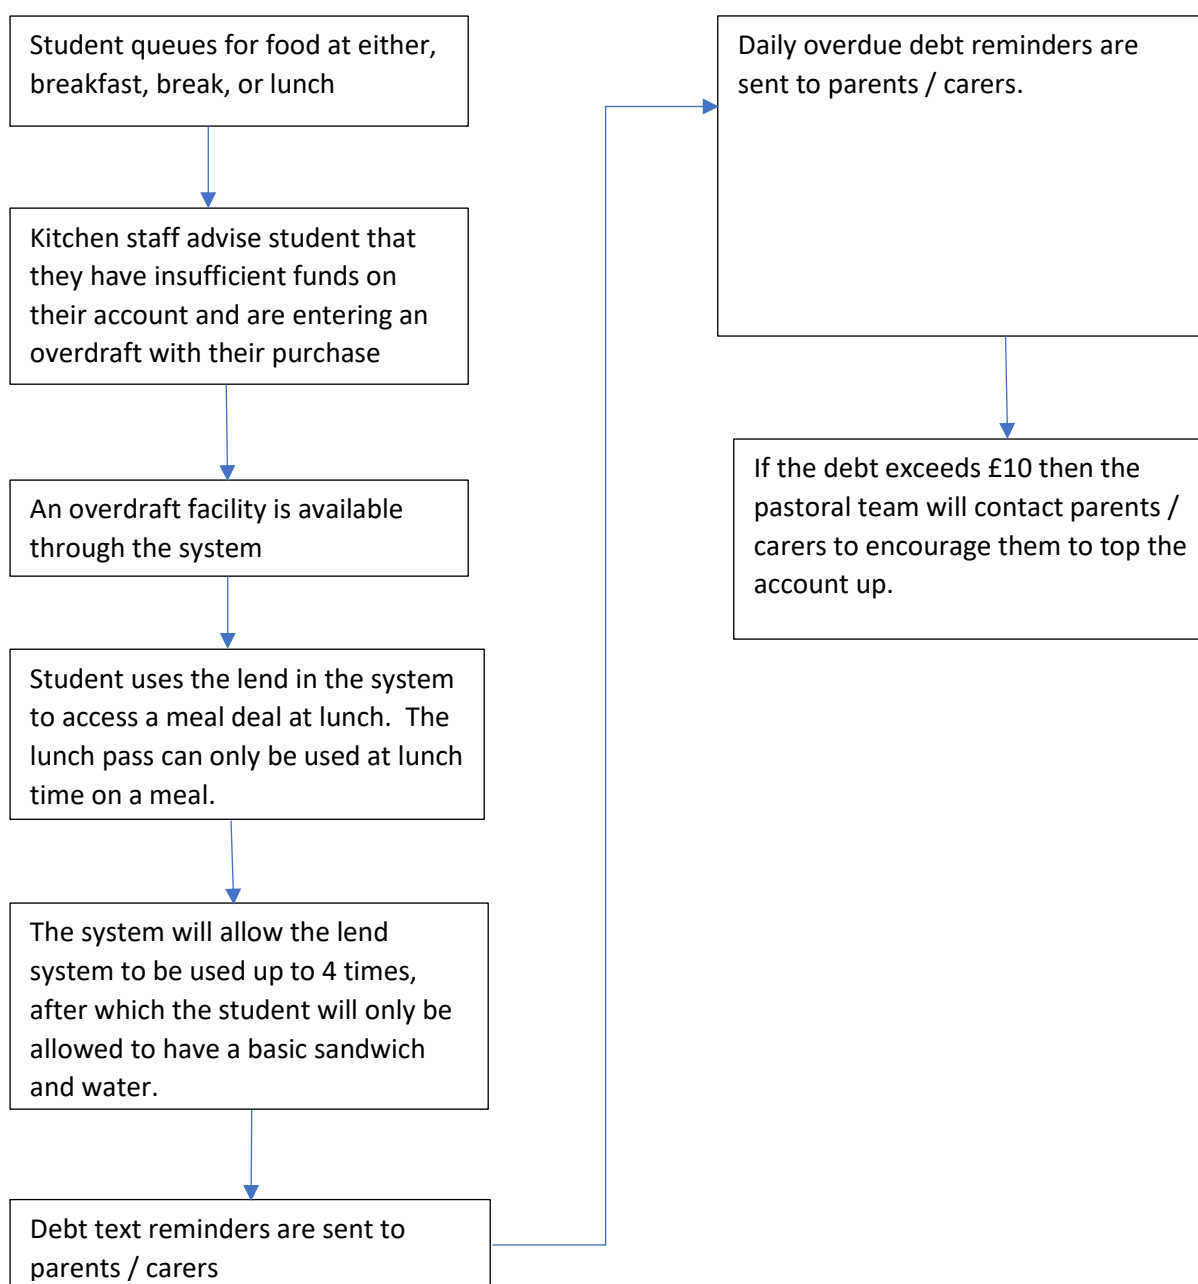 Student queues for food at either,
breakfast, break, or lunch
Kitchen staff advise student that
they have insufficient funds on
their account and are entering an
overdraft with their purchase
An overdraft facility is available
through the system
Student uses the lend in the system
to access a meal deal at lunch.  The
lunch pass can only be used at lunch
time on a meal.
The system will allow the lend
system to be used up to 4 times,
after which the student will only be
allowed to have a basic sandwich
and water.
Debt text reminders are sent to
parents / carers
Daily overdue debt reminders are
sent to parents / carers.
If the debt exceeds £10 then the
pastoral team will contact parents /
carers to encourage them to top the
account up.